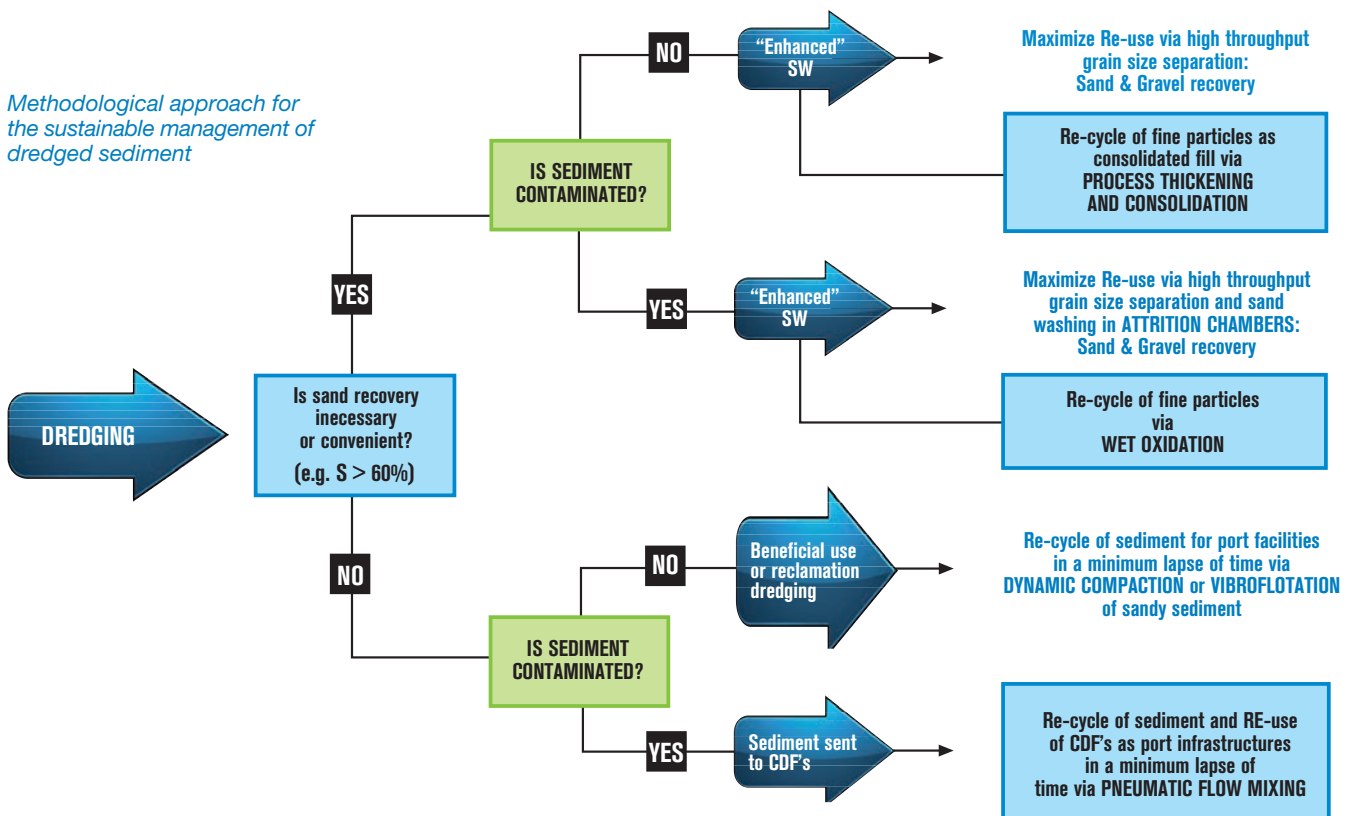 Methodological approach for
the sustainable management of
dredged sediment
DREDGING
Is sand recovery
inecessary
or convenient?
(e.g. S > 60%)
YES
IS SEDIMENT
CONTAMINATED?
NO
“Enhanced”
SW
Maximize Re-use via high throughput
grain size separation:
Sand & Gravel recovery
Re-cycle of fine particles as
consolidated fill via
PROCESS THICKENING
AND CONSOLIDATION
YES
“Enhanced”
SW
Maximize Re-use via high throughput
grain size separation and sand
washing in ATTRITION CHAMBERS:
Sand & Gravel recovery
Re-cycle of fine particles
via
WET OXIDATION
NO
IS SEDIMENT
CONTAMINATED?
NO
Beneficial use
or reclamation
dredging
Re-cycle of sediment for port facilities
in a minimum lapse of time via
DYNAMIC COMPACTION or VIBROFLOTATION
of sandy sediment
YES
Sediment sent
to CDF's
Re-cycle of sediment and RE-use
of CDF's as port infrastructures
in a minimum lapse of
time via PNEUMATIC FLOW MIXING